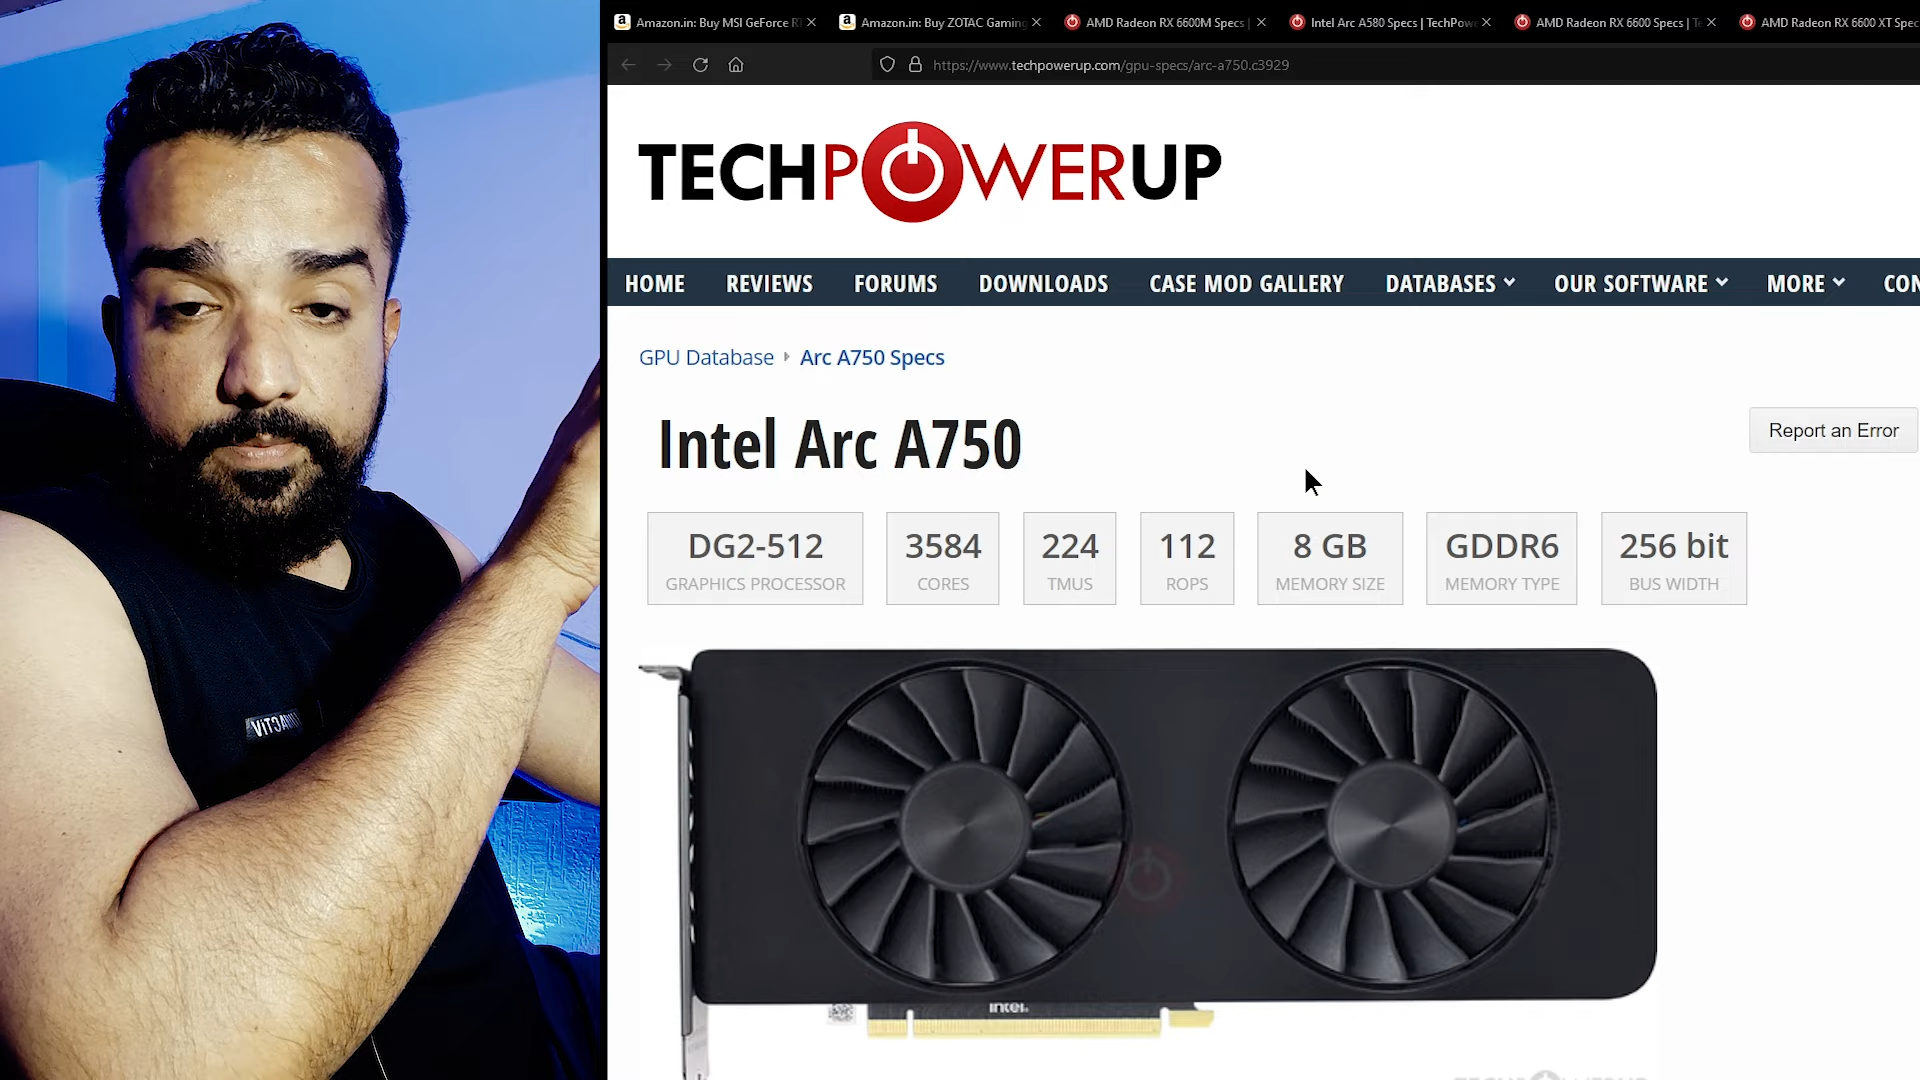 Amazon.in: Buy MSI GeForce R
Amazon.in: Buy ZOTAC Gaming
AMD Radeon RX 6600M Specs |
Intel Arc A580 Specs | TechPow
AMD Radeon RX 6600 Specs | Te
AMD Radeon RX 6600 XT Spec
https://www.techpowerup.com/gpu-specs/arc-a750.c3929
TECHPOWERUP
HOME REVIEWS FORUMS DOWNLOADS CASE MOD GALLERY DATABASES OUR SOFTWARE MORE CON
GPU Database Arc A750 Specs
Intel Arc A750
Report an Error
DG2-512 3584 224 112 8 GB GDDR6 256 bit
GRAPHICS PROCESSOR CORES TMUS ROPS MEMORY SIZE MEMORY TYPE BUS WIDTH
intel